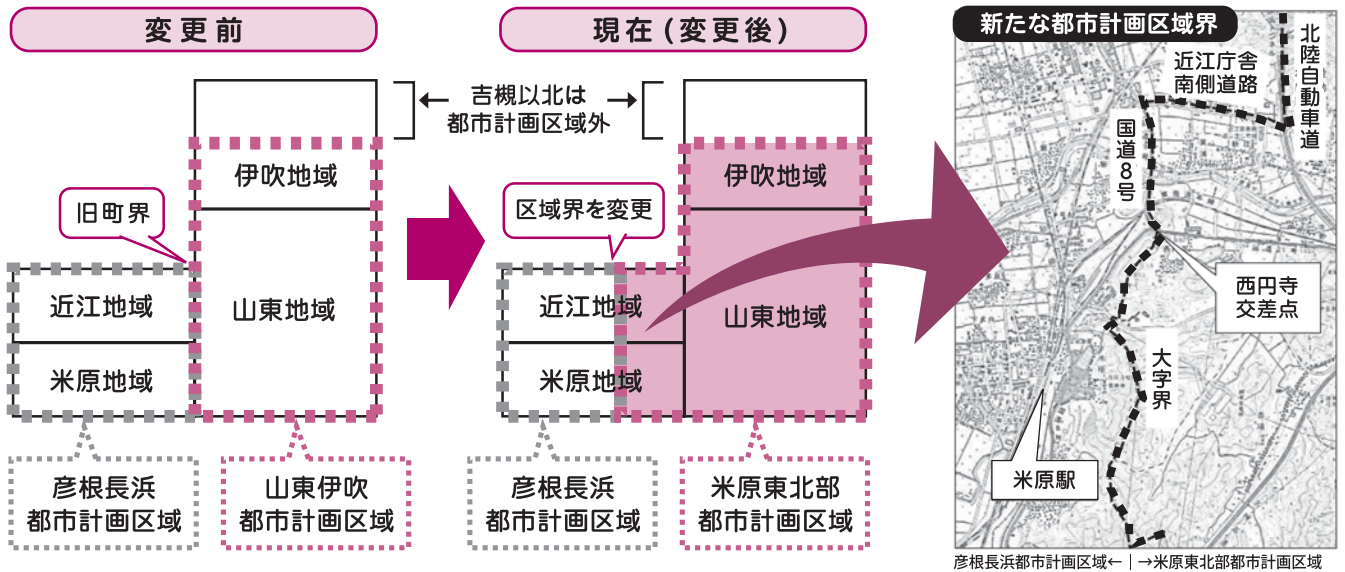 変更前
旧町界
伊吹地域
山東地域
近江地域
米原地域
彦根長浜
都市計画区域
山東伊吹
都市計画区域
吉槻以北は
都市計画区域外
現在(変更後)
区域界を変更
伊吹地域
山東地域
近江地域
米原地域
彦根長浜
都市計画区域
米原東北部
都市計画区域
新たな都市計画区域界
北陸自動車道
近江庁舎
南側道路
国道8号
西円寺
交差点
大字界
米原駅
彦根長浜都市計画区域←|→米原東北部都市計画区域